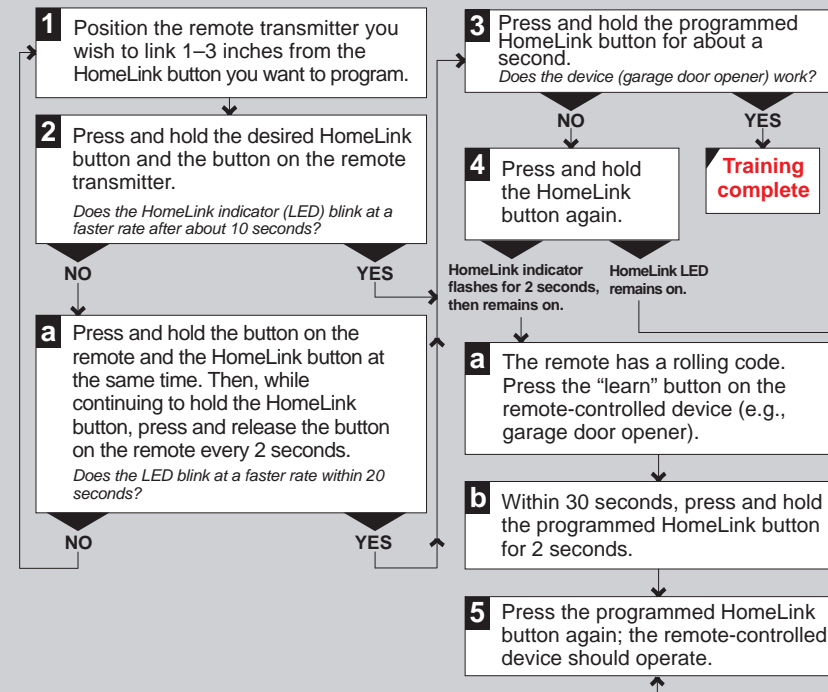 1 Position the remote transmitter you
wish to link 1–3 inches from the
HomeLink button you want to program.
2 Press and hold the desired HomeLink
button and the button on the remote
transmitter.
Does the HomeLink indicator (LED) blink at a
faster rate after about 10 seconds?
NO YES
a Press and hold the button on the
remote and the HomeLink button at
the same time. Then, while
continuing to hold the HomeLink
button, press and release the button
on the remote every 2 seconds.
Does the LED blink at a faster rate within 20
seconds?
NO YES
3 Press and hold the programmed
HomeLink button for about a
second.
Does the device (garage door opener) work?
NO YES
4 Press and hold
the HomeLink
button again.
Training
complete
HomeLink indicator
flashes for 2 seconds,
then remains on.
HomeLink LED
remains on.
a The remote has a rolling code.
Press the “learn” button on the
remote-controlled device (e.g.,
garage door opener).
b Within 30 seconds, press and hold
the programmed HomeLink button
for 2 seconds.
5 Press the programmed HomeLink
button again; the remote-controlled
device should operate.